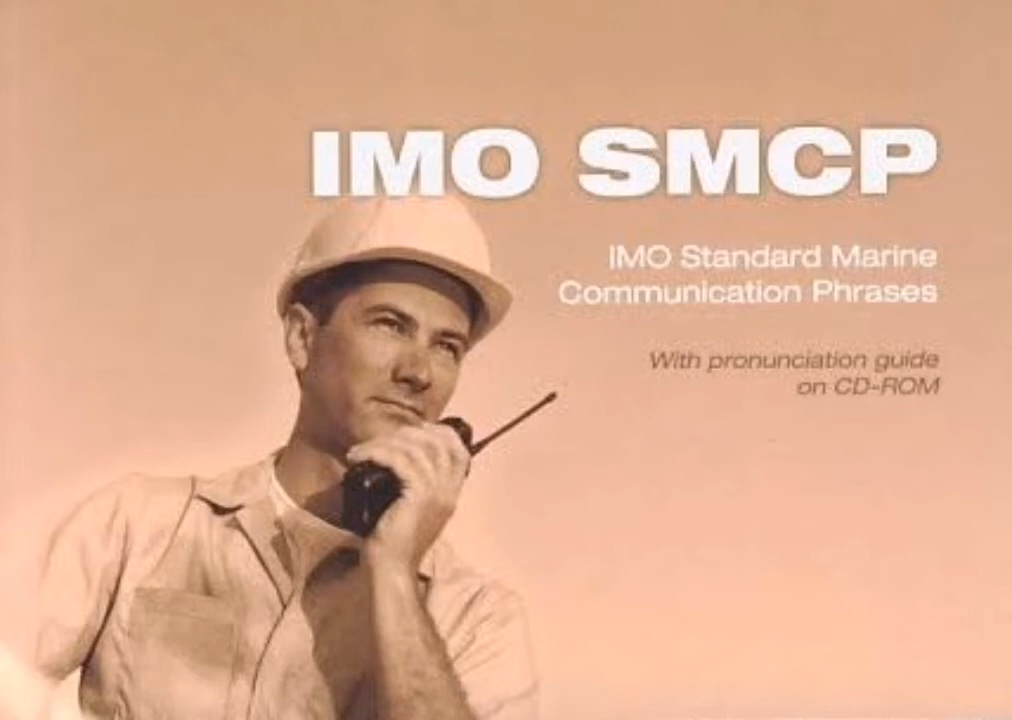 IMO SMCP
IMO Standard Marine
Communication Phrases
With pronunciation guide
on CD-ROM